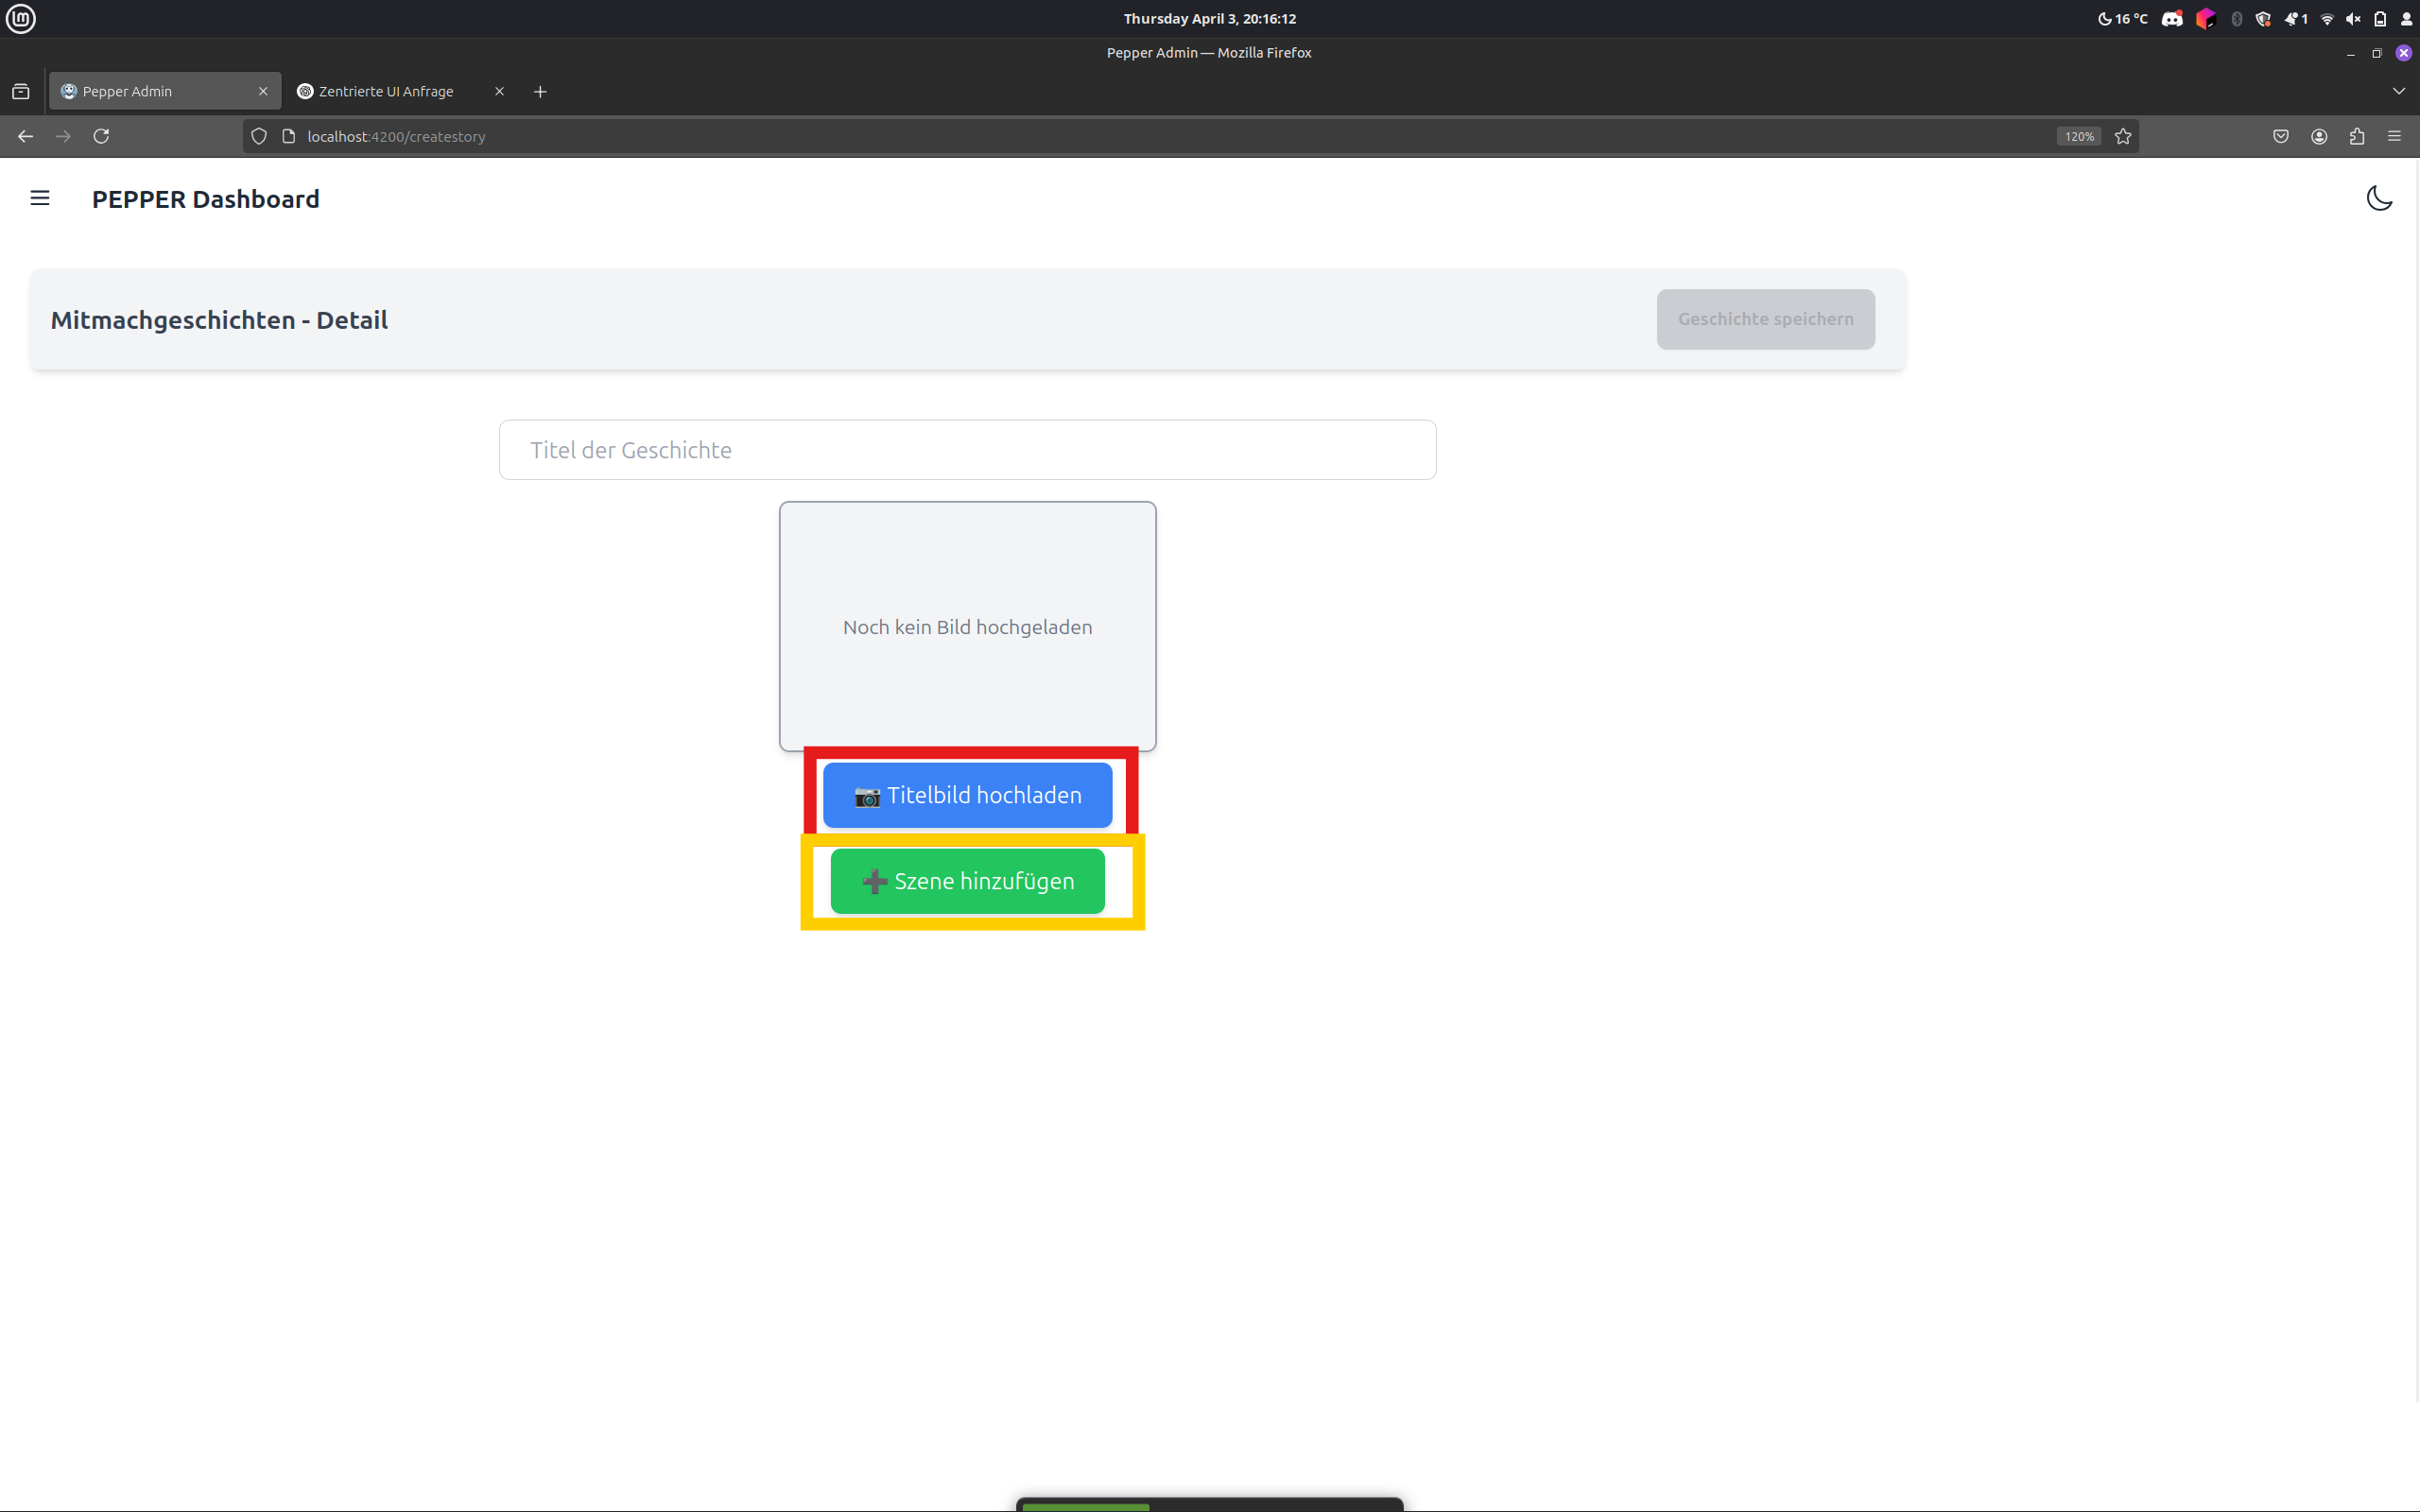 Thursday April 3, 20:16:12
16 °C
1
Pepper Admin — Mozilla Firefox
Pepper Admin
Zentrierte UI Anfrage
localhost:4200/createstory
120%
PEPPER Dashboard
Mitmachgeschichten - Detail
Geschichte speichern
Titel der Geschichte
Noch kein Bild hochgeladen
Titelbild hochladen
Szene hinzufügen